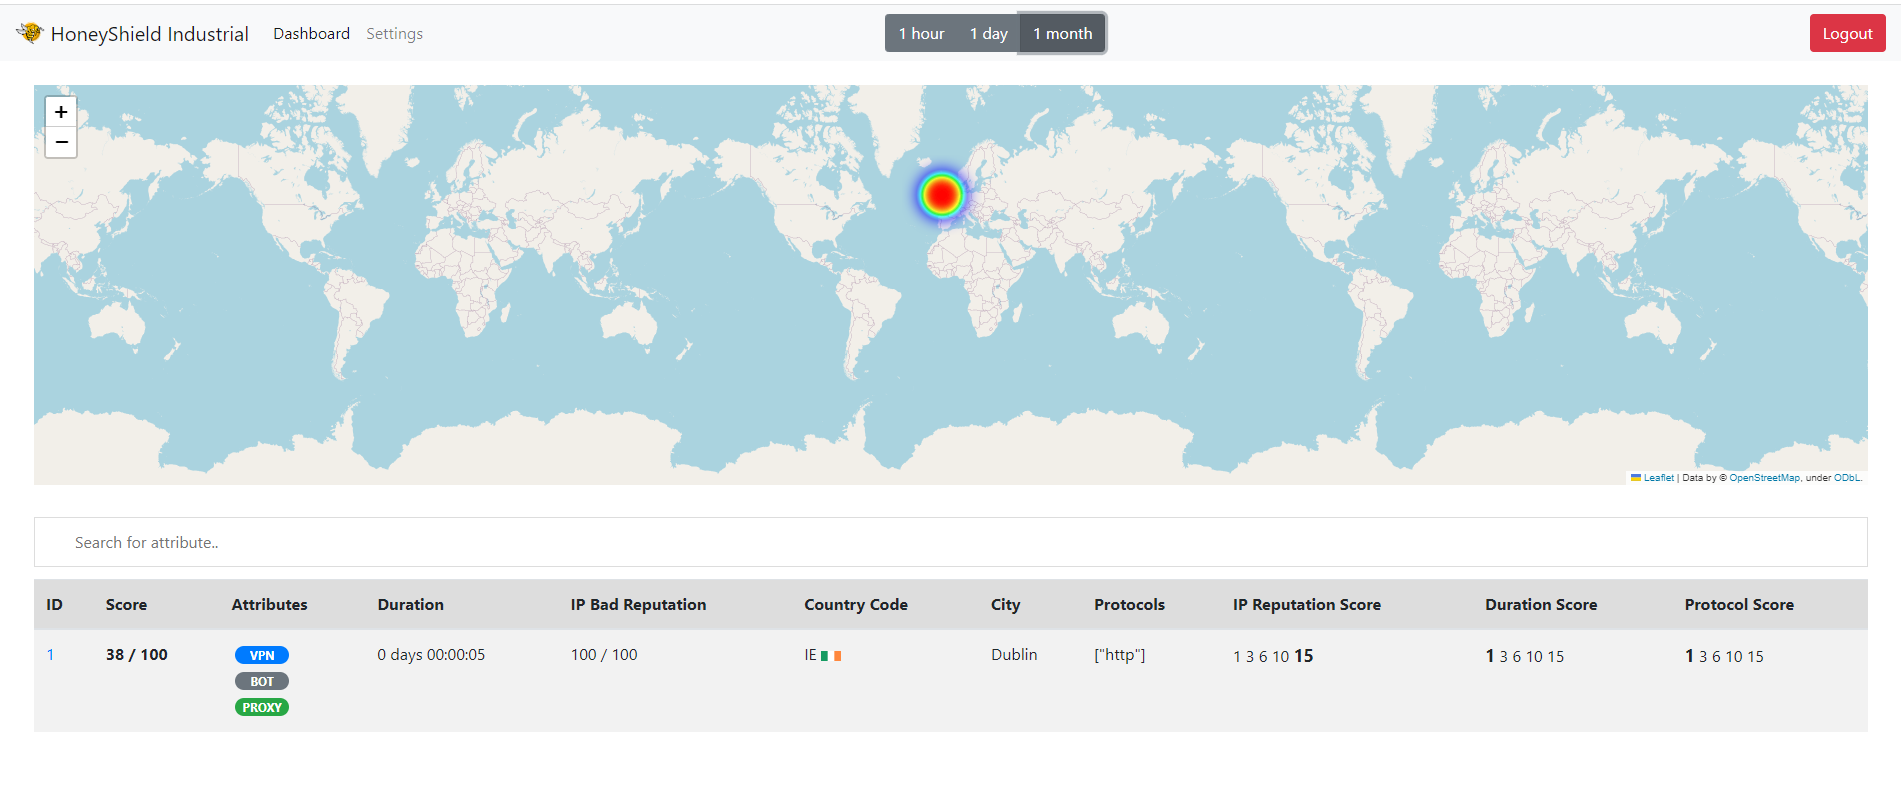 HoneyShield Industrial Dashboard Settings 1 hour 1 day 1 month Logout
+
−
Leaflet | Data by © OpenStreetMap, under ODbL.
Search for attribute..
ID Score Attributes Duration IP Bad Reputation Country Code City Protocols IP Reputation Score Duration Score Protocol Score
1 38 / 100 VPN 0 days 00:00:05 100 / 100 IE Dublin ["http"] 1 3 6 10 15 1 3 6 10 15 1 3 6 10 15
BOT
PROXY